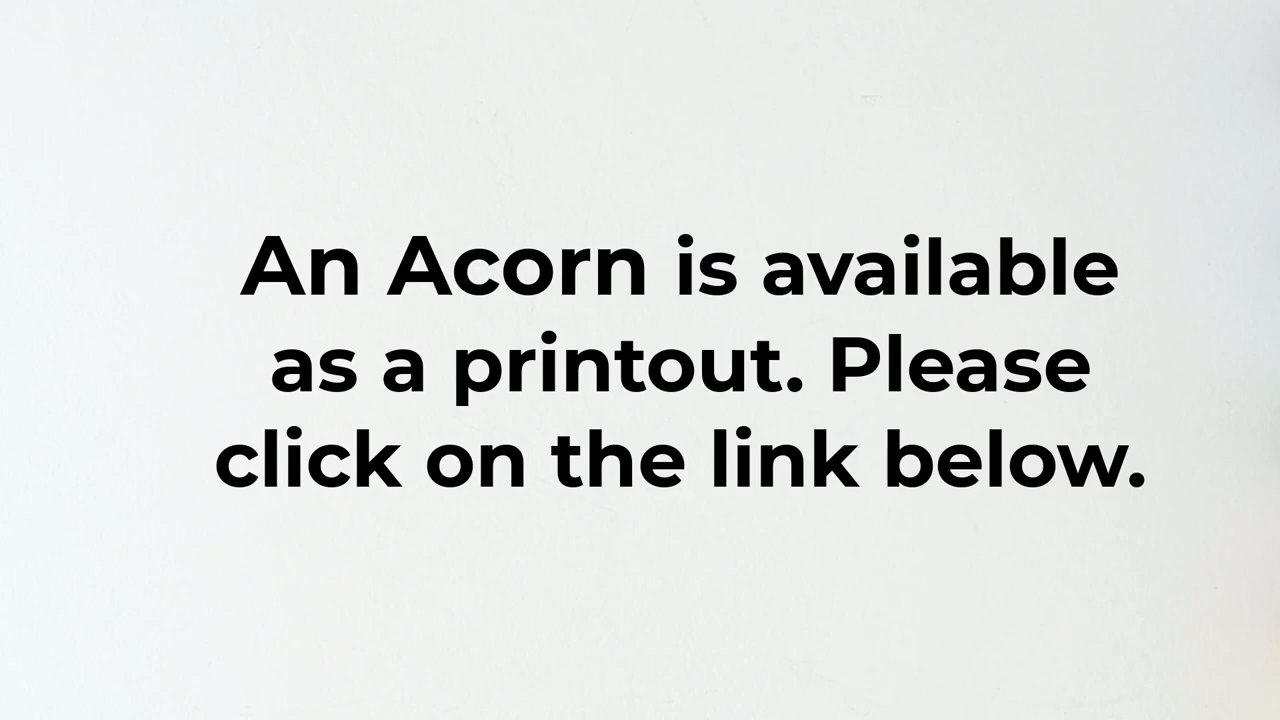 An Acorn is available
as a printout. Please
click on the link below.